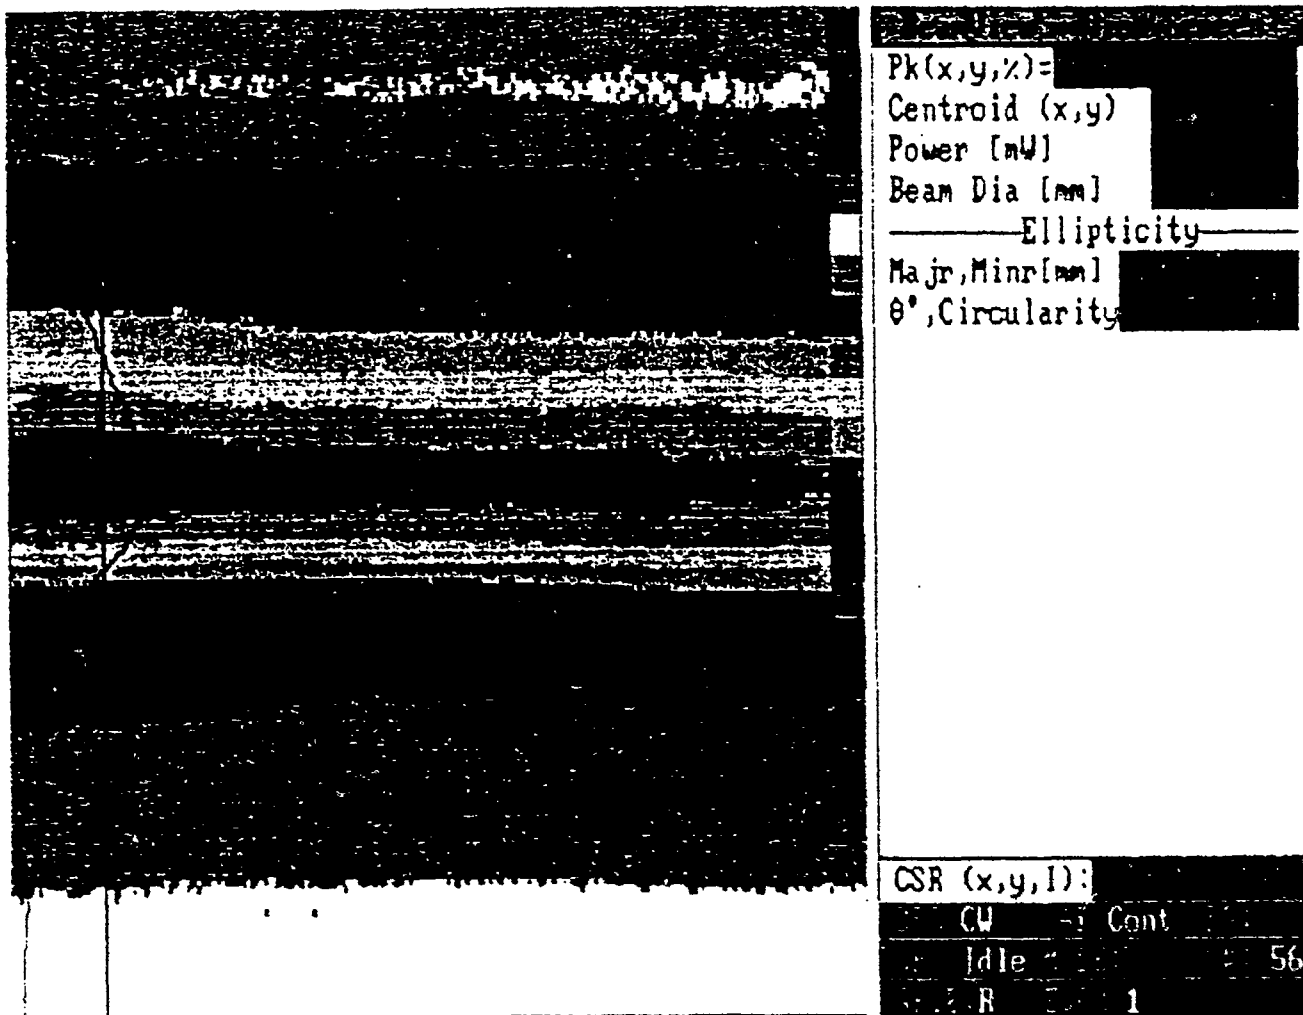 Pk(x,y,%)=
Centroid (x,y)
Power [mW]
Beam Dia [mm]
Ellipticity
Majr,Minr[mm]
θ°,Circularity
CSR (x,y,I):
CW Cont
Idle 56
R 1